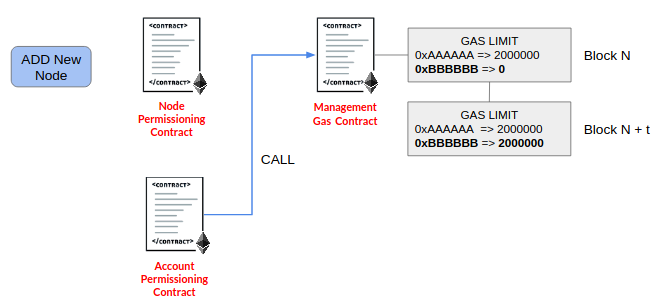 ADD New
Node
<CONTRACT>
</CONTRACT>
Node
Permissioning
Contract
<CONTRACT>
</CONTRACT>
Management
Gas Contract
GAS LIMIT
0xAAAAAA => 2000000
0xBBBBBB => 0
Block N
GAS LIMIT
0xAAAAAA => 2000000
0xBBBBBB => 2000000
Block N + t
CALL
<CONTRACT>
</CONTRACT>
Account
Permissioning
Contract